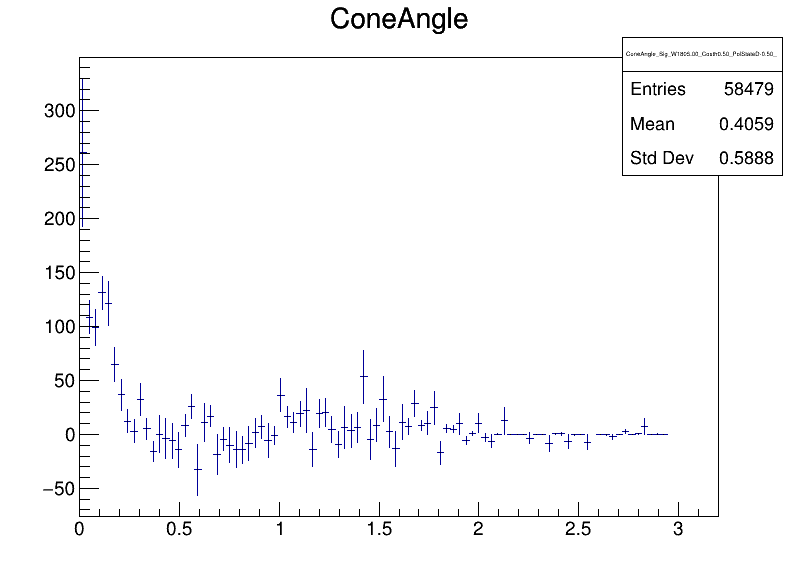 ConeAngle
ConeAngle_Sig_W1805.00_Costh0.50_PolStateD-0.50_
Entries 58479
Mean 0.4059
Std Dev 0.5888
300
250
200
150
100
50
0
−50
0 0.5 1 1.5 2 2.5 3